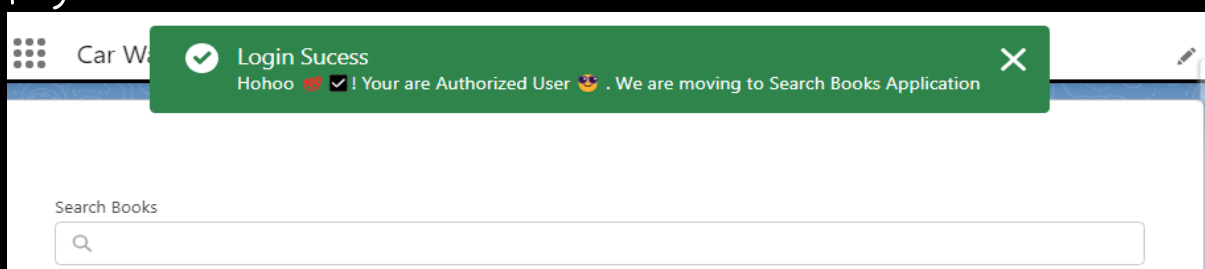 Car Wa
Login Sucess
Hohoo 👹 ☑ ! Your are Authorized User 😎 . We are moving to Search Books Application
Search Books